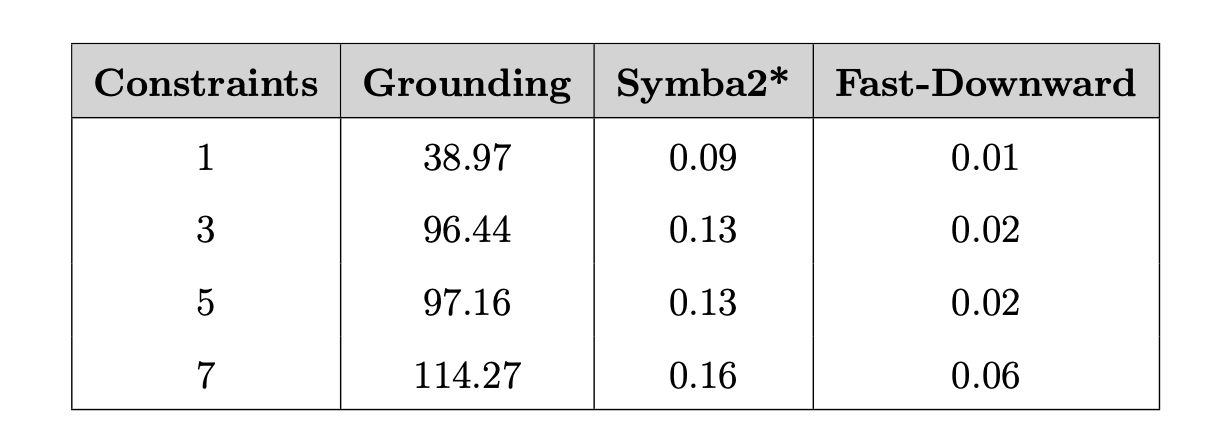 Constraints Grounding Symba2* Fast-Downward
1 38.97 0.09 0.01
3 96.44 0.13 0.02
5 97.16 0.13 0.02
7 114.27 0.16 0.06